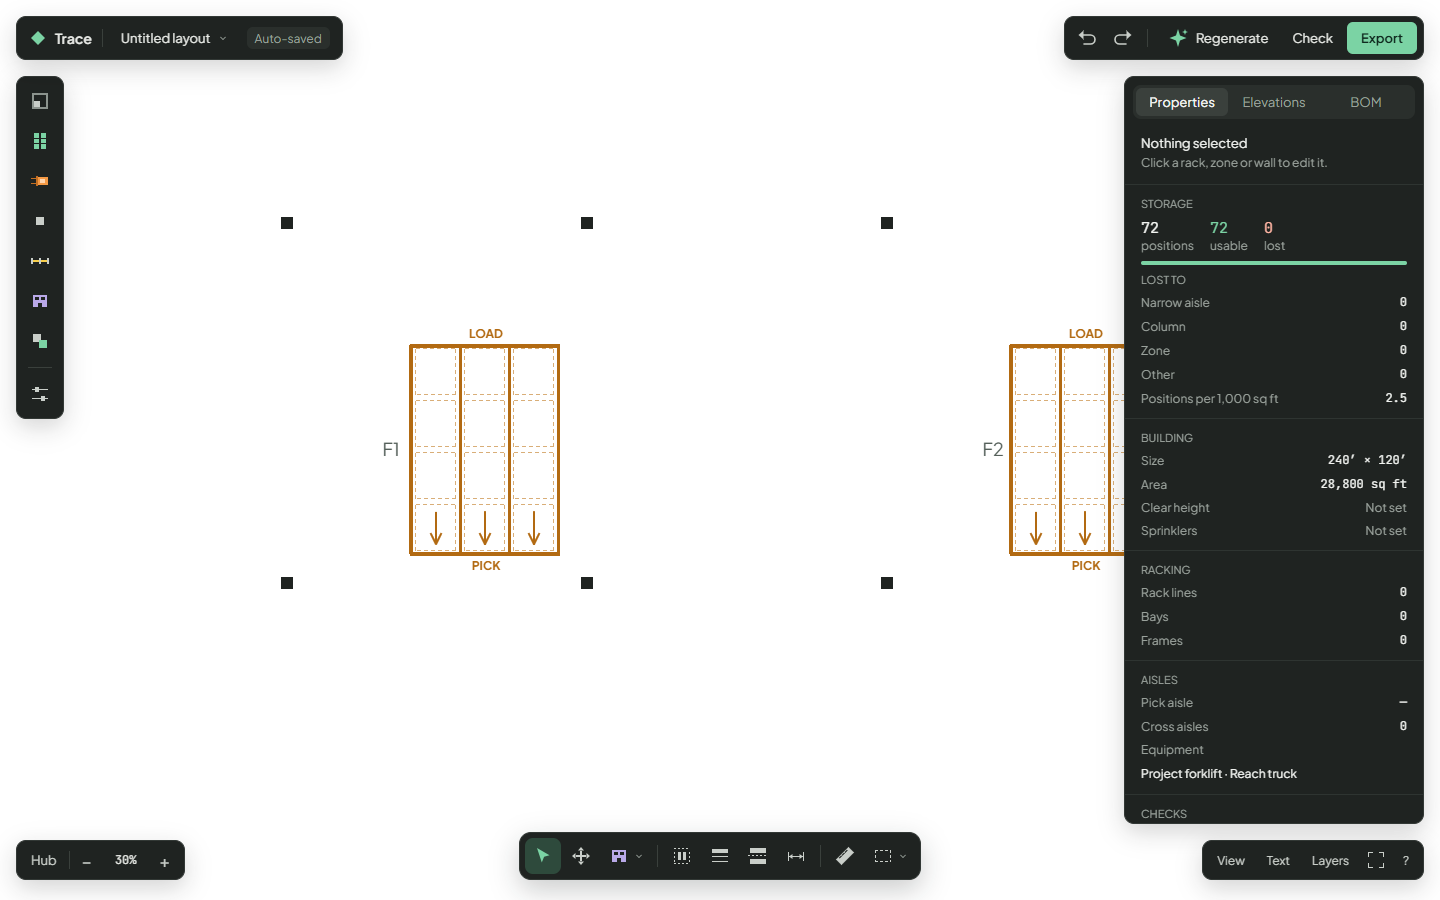 Trace
Untitled layout
Auto-saved
Regenerate
Check
Export
Properties
Elevations
BOM
Nothing selected
Click a rack, zone or wall to edit it.
STORAGE
72 72 0
positions usable lost
LOST TO
Narrow aisle 0
Column 0
Zone 0
Other 0
Positions per 1,000 sq ft 2.5
BUILDING
Size 240′ × 120′
Area 28,800 sq ft
Clear height Not set
Sprinklers Not set
RACKING
Rack lines 0
Bays 0
Frames 0
AISLES
Pick aisle —
Cross aisles 0
Equipment
Project forklift · Reach truck
CHECKS
LOAD
F1
PICK
LOAD
F2
PICK
Hub − 30% +
View Text Layers ?